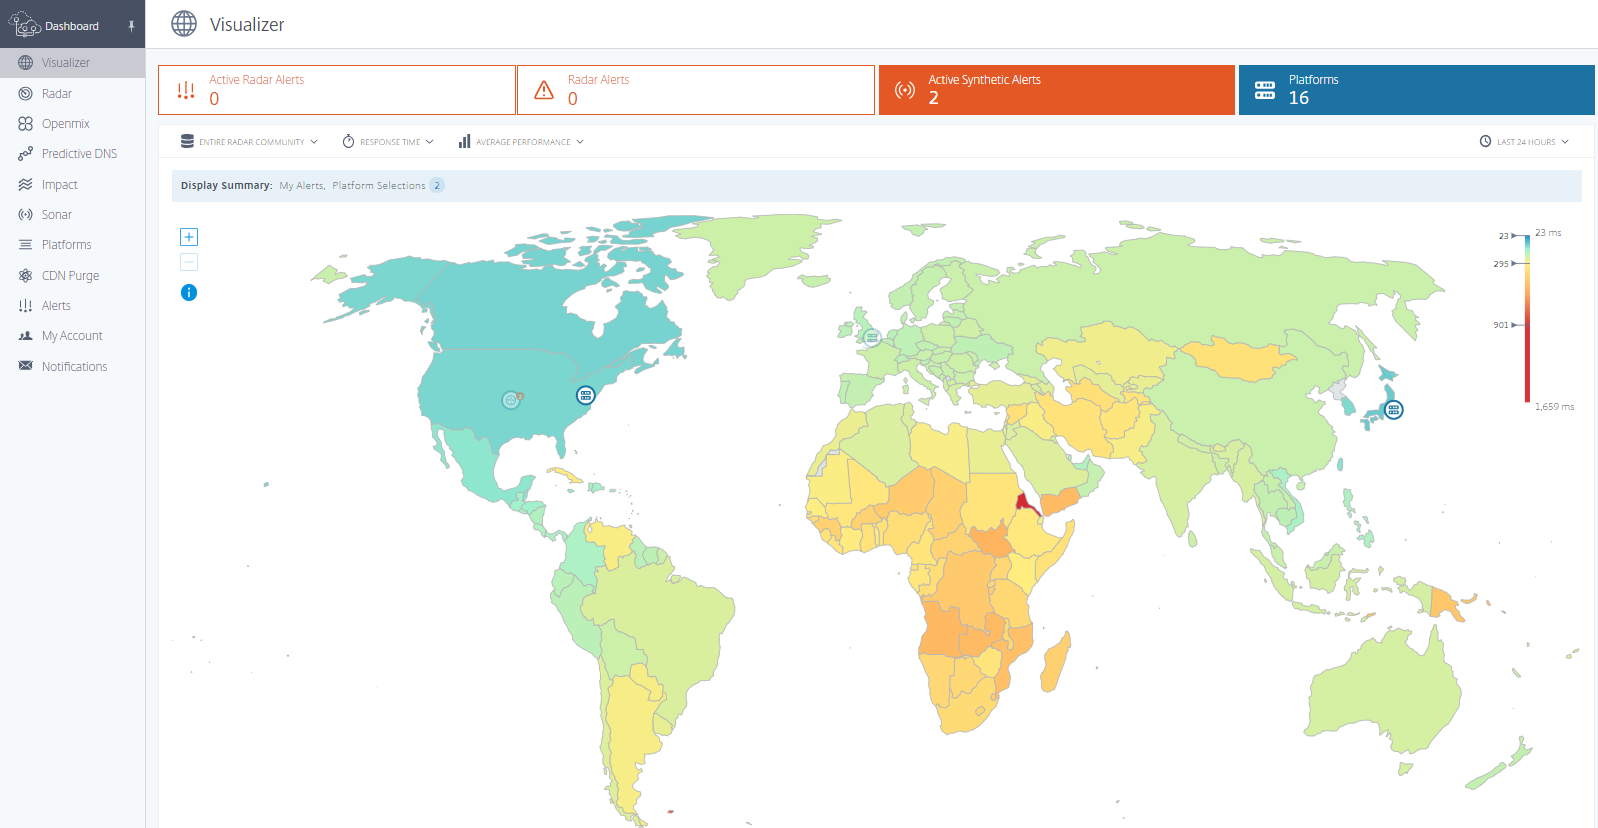 Dashboard
Visualizer
Radar
Openmix
Predictive DNS
Impact
Sonar
Platforms
CDN Purge
Alerts
My Account
Notifications
Visualizer
Active Radar Alerts
0
Radar Alerts
0
Active Synthetic Alerts
2
Platforms
16
ENTIRE RADAR COMMUNITY
RESPONSE TIME
AVERAGE PERFORMANCE
LAST 24 HOURS
Display Summary: My Alerts, Platform Selections 2
23
23 ms
295
901
1,659 ms